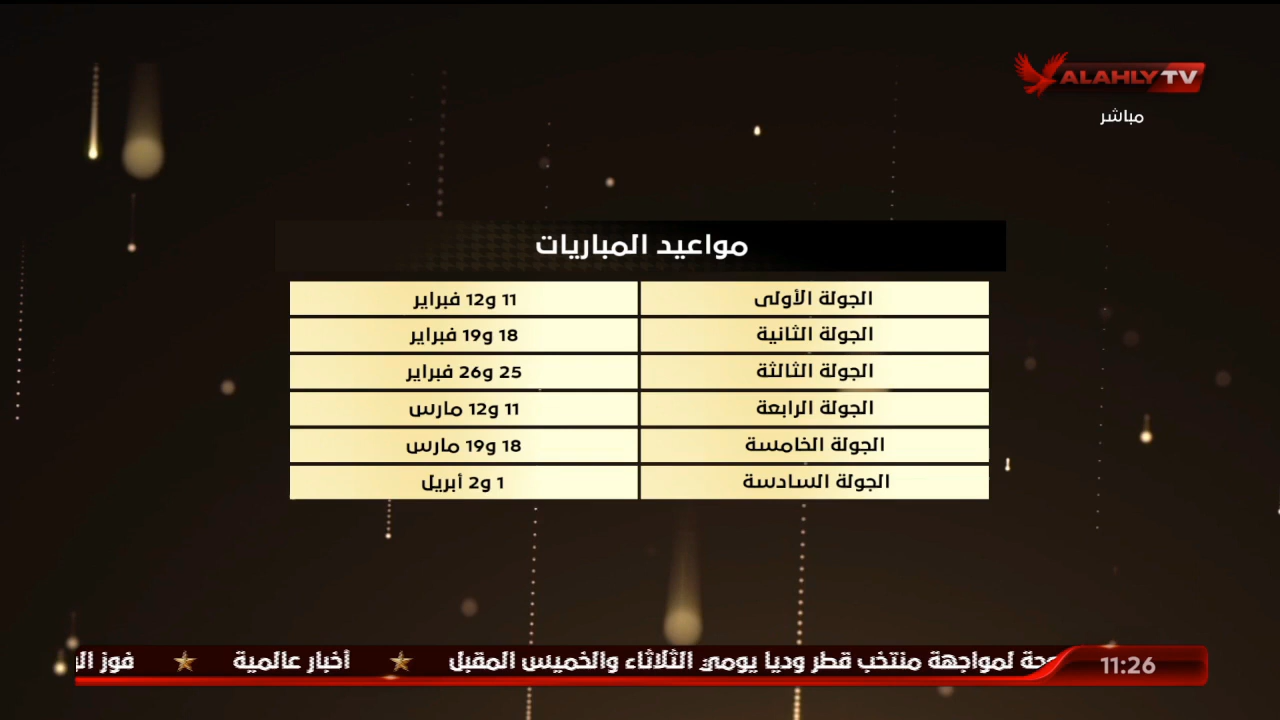 ALAHLY TV
مباشر
مواعيد المباريات
الجولة الأولى 11 و12 فبراير
الجولة الثانية 18 و19 فبراير
الجولة الثالثة 25 و26 فبراير
الجولة الرابعة 11 و12 مارس
الجولة الخامسة 18 و19 مارس
الجولة السادسة 1 و2 أبريل
11:26 لمواجهة منتخب قطر وديا يومي الثلاثاء والخميس المقبل أخبار عالمية فوز